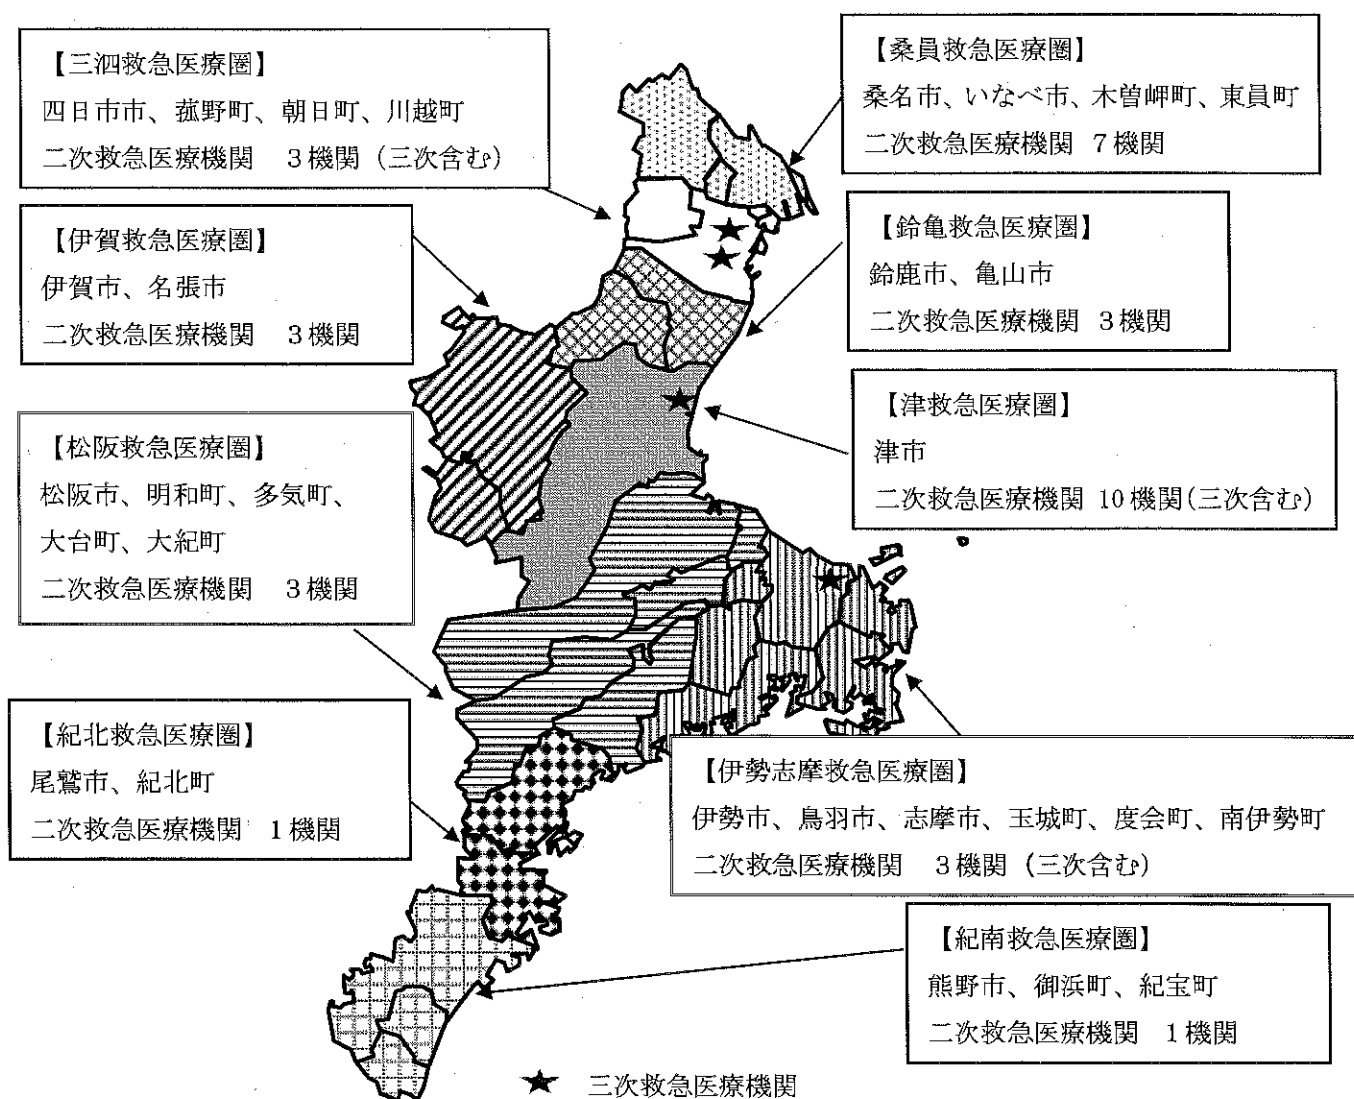 【三泗救急医療圏】
四日市市、菰野町、朝日町、川越町
二次救急医療機関 3機関（三次含む）
【桑員救急医療圏】
桑名市、いなべ市、木曽岬町、東員町
二次救急医療機関 7機関
【伊賀救急医療圏】
伊賀市、名張市
二次救急医療機関 3機関
【鈴亀救急医療圏】
鈴鹿市、亀山市
二次救急医療機関 3機関
【津救急医療圏】
津市
二次救急医療機関 10機関（三次含む）
【松阪救急医療圏】
松阪市、明和町、多気町、
大台町、大紀町
二次救急医療機関 3機関
【紀北救急医療圏】
尾鷲市、紀北町
二次救急医療機関 1機関
【伊勢志摩救急医療圏】
伊勢市、鳥羽市、志摩市、玉城町、度会町、南伊勢町
二次救急医療機関 3機関（三次含む）
【紀南救急医療圏】
熊野市、御浜町、紀宝町
二次救急医療機関 1機関
★ 三次救急医療機関